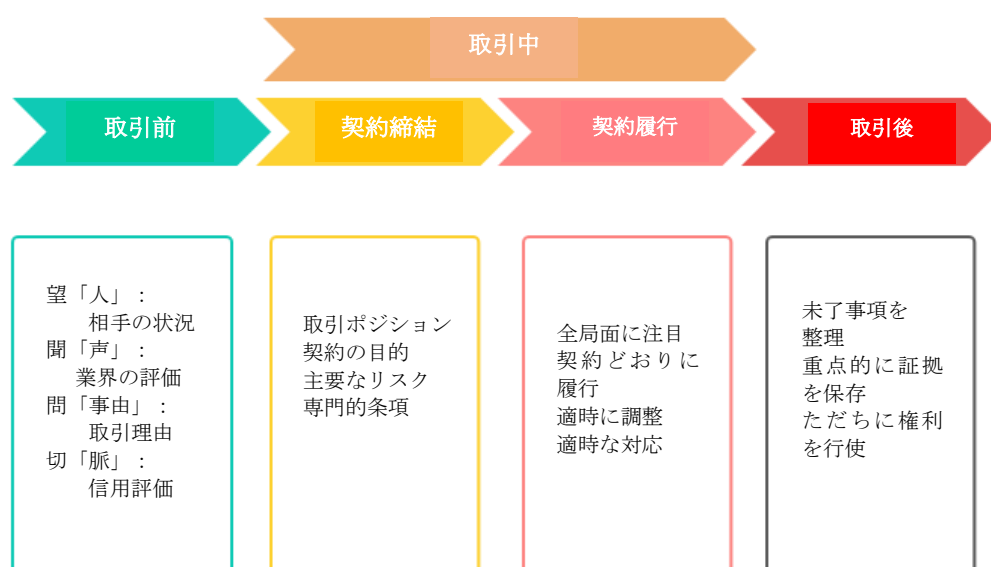 取引中
取引前
契約締結
契約履行
取引後
望「人」：
相手の状況
聞「声」：
業界の評価
問「事由」：
取引理由
切「脈」：
信用評価
取引ポジション
契約の目的
主要なリスク
専門的条項
全局面に注目
契約どおりに
履行
適時に調整
適時な対応
未了事項を
整理
重点的に証拠
を保存
ただちに権利
を行使